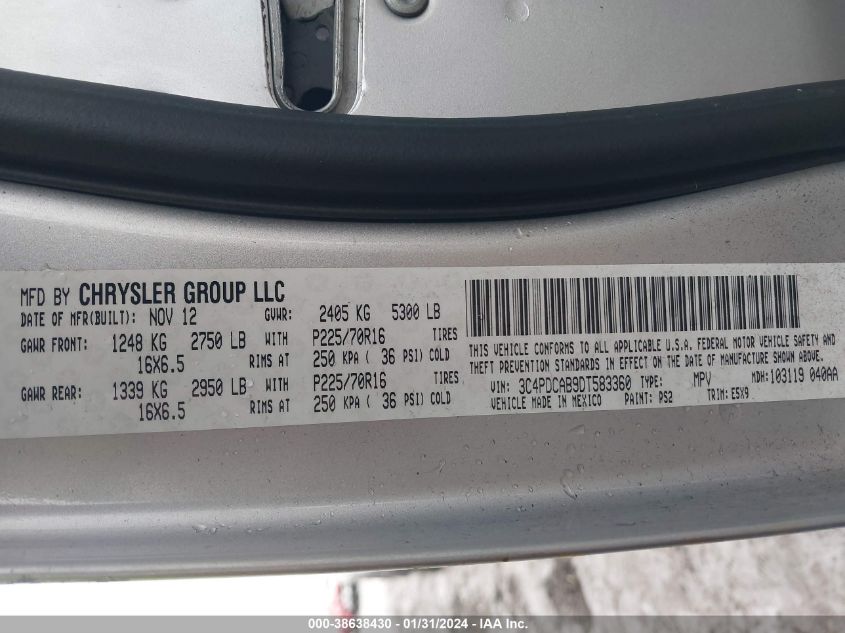 MFD BY CHRYSLER GROUP LLC
DATE OF MFR(BUILT): NOV 12 GVWR: 2405 KG 5300 LB
GAWR FRONT: 1248 KG 2750 LB WITH P225/70R16 TIRES
16X6.5 RIMS AT 250 KPA ( 36 PSI) COLD
GAWR REAR: 1339 KG 2950 LB WITH P225/70R16 TIRES
16X6.5 RIMS AT 250 KPA ( 36 PSI) COLD
THIS VEHICLE CONFORMS TO ALL APPLICABLE U.S.A. FEDERAL MOTOR VEHICLE SAFETY AND
THEFT PREVENTION STANDARDS IN EFFECT ON THE DATE OF MANUFACTURE SHOWN ABOVE.
VIN: 3C4PDCAB9DT583360 TYPE: MPV MDH: 103119 040AA
VEHICLE MADE IN MEXICO PAINT: PS2 TRIM: E5X9
000-38638430 - 01/31/2024 - IAA Inc.